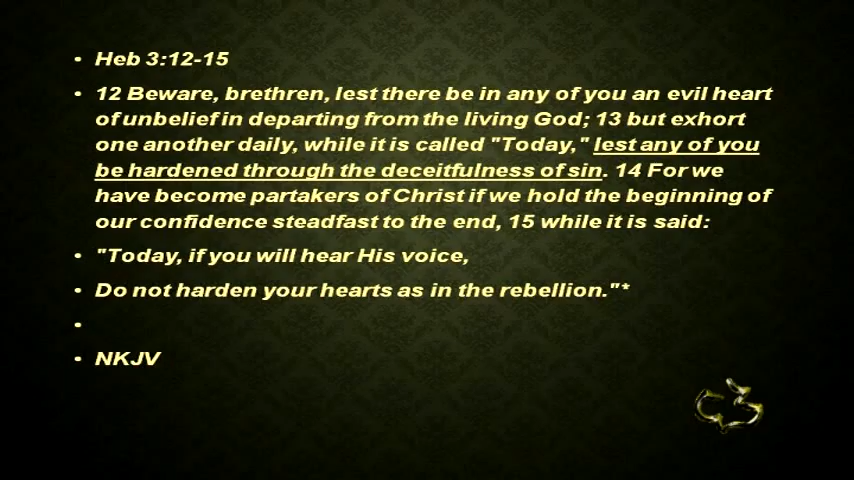 • Heb 3:12-15
• 12 Beware, brethren, lest there be in any of you an evil heart
of unbelief in departing from the living God; 13 but exhort
one another daily, while it is called "Today," lest any of you
be hardened through the deceitfulness of sin. 14 For we
have become partakers of Christ if we hold the beginning of
our confidence steadfast to the end, 15 while it is said:
• "Today, if you will hear His voice,
• Do not harden your hearts as in the rebellion."*
•
• NKJV
C3